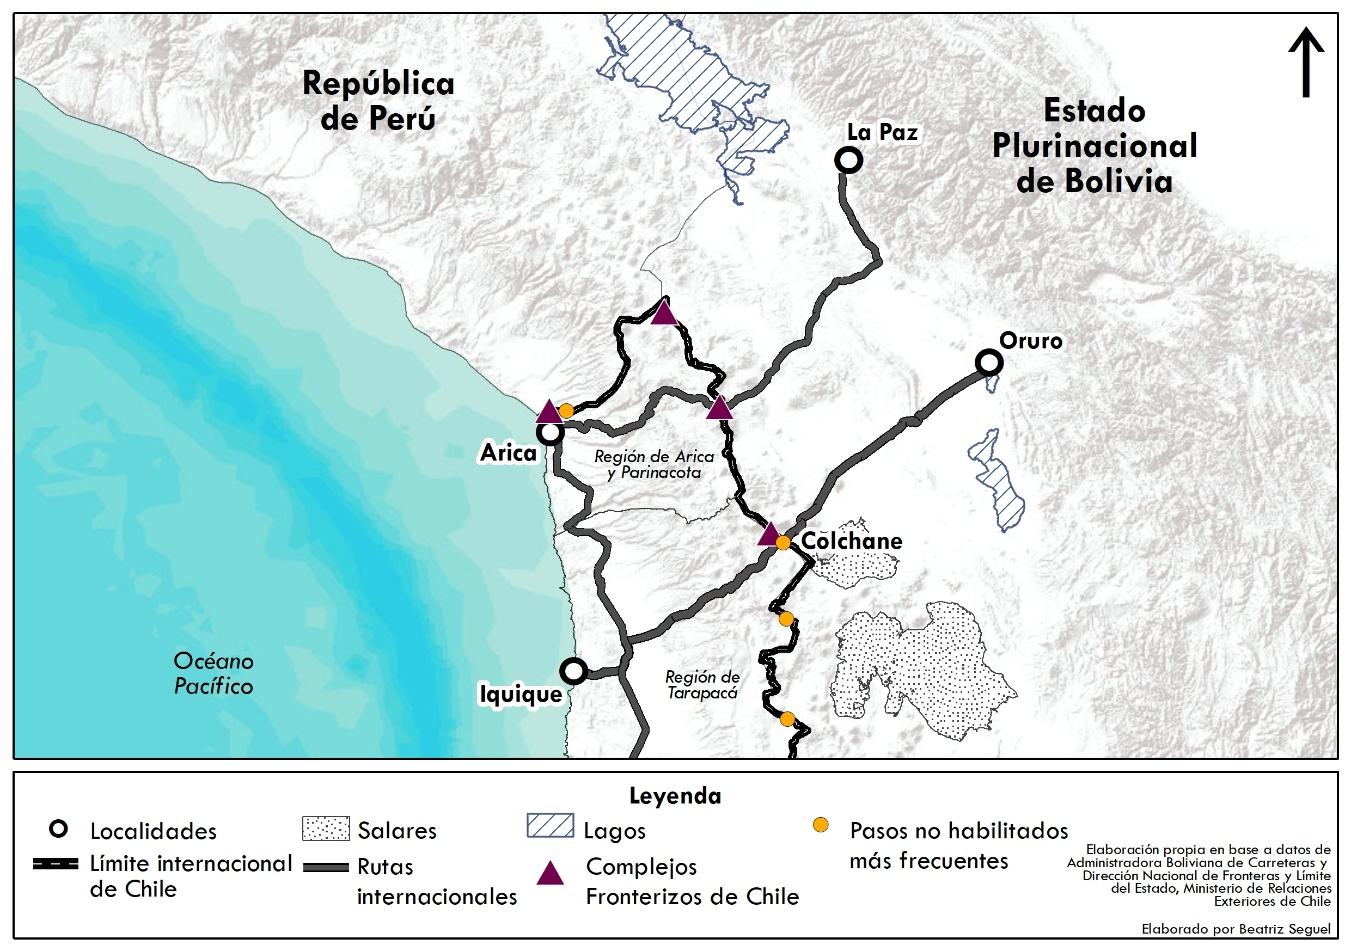 República
de Perú
Estado
Plurinacional
de Bolivia
La Paz
Oruro
Arica
Región de Arica
y Parinacota
Colchane
Océano
Pacífico
Iquique
Región de
Tarapacá
Leyenda
Localidades
Límite internacional
de Chile
Salares
Rutas
internacionales
Lagos
Complejos
Fronterizos de Chile
Pasos no habilitados
más frecuentes
Elaboración propia en base a datos de
Administradora Boliviana de Carreteras y
Dirección Nacional de Fronteras y Límite
del Estado, Ministerio de Relaciones
Exteriores de Chile
Elaborado por Beatriz Seguel